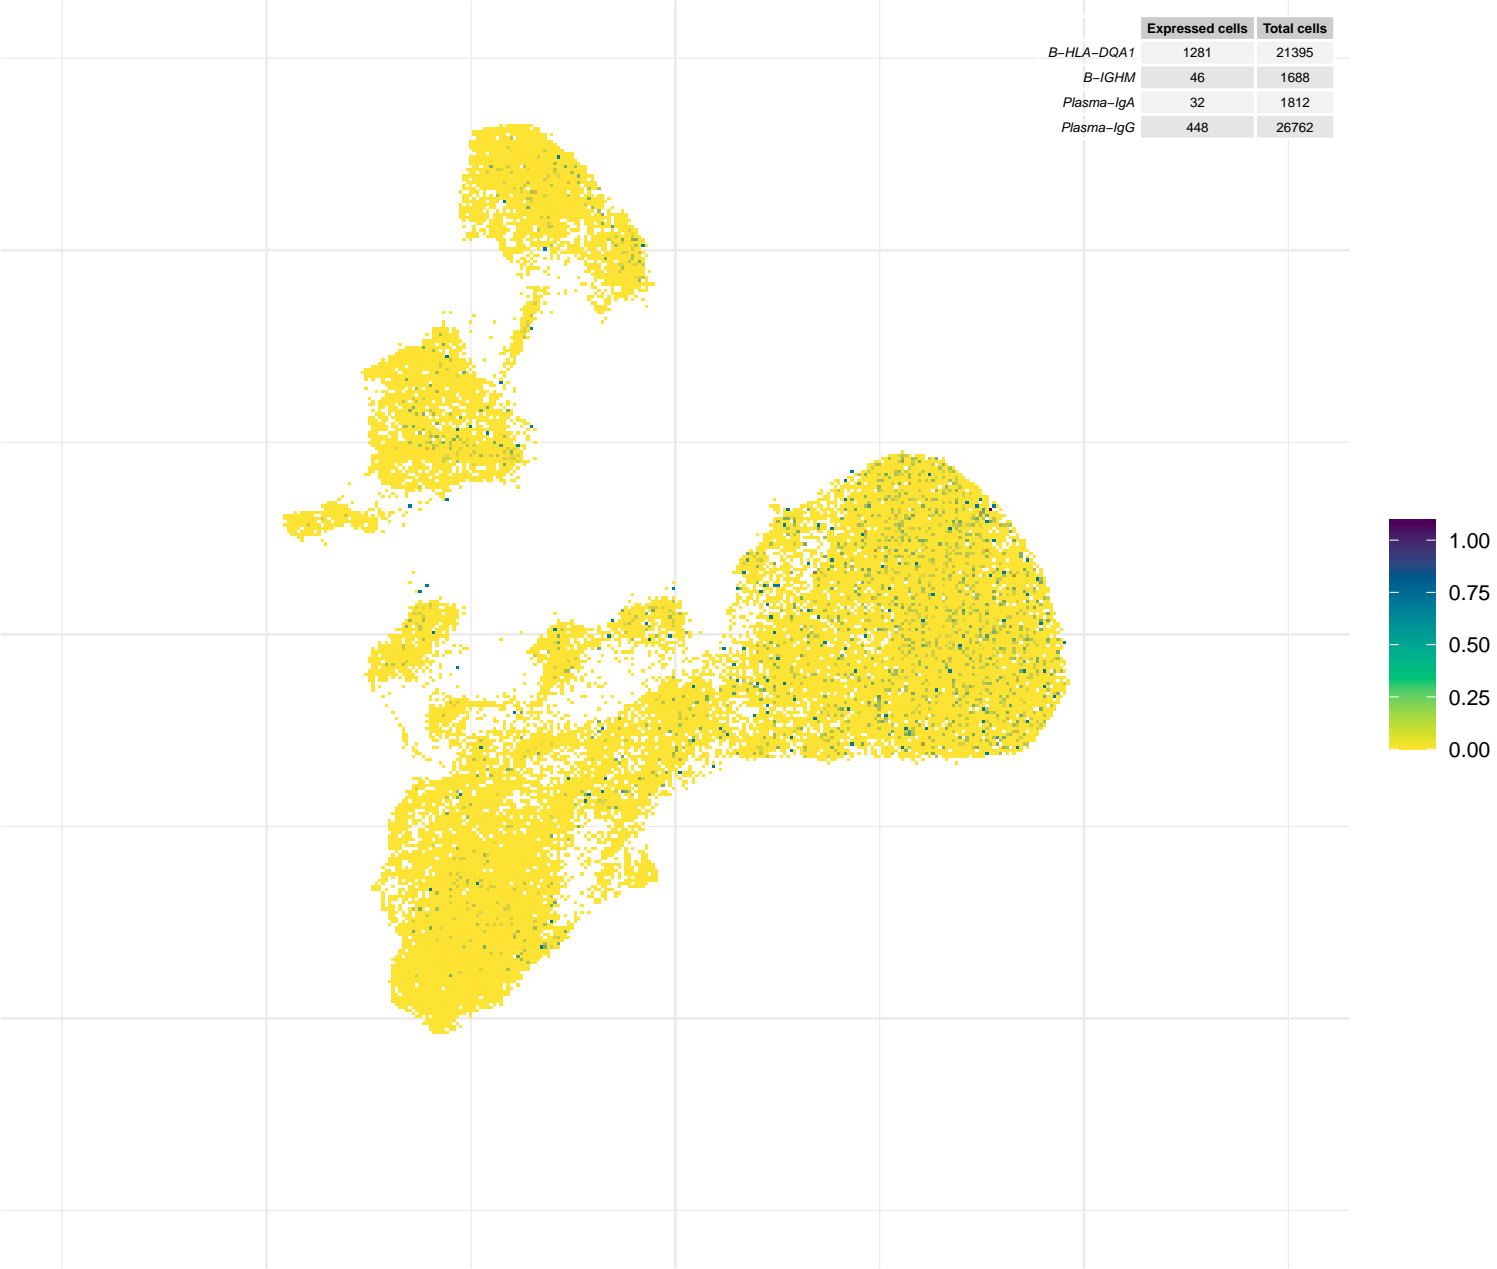 Expressed cells Total cells
B−HLA−DQA1 1281 21395
B−IGHM 46 1688
Plasma−IgA 32 1812
Plasma−IgG 448 26762
1.00
0.75
0.50
0.25
0.00